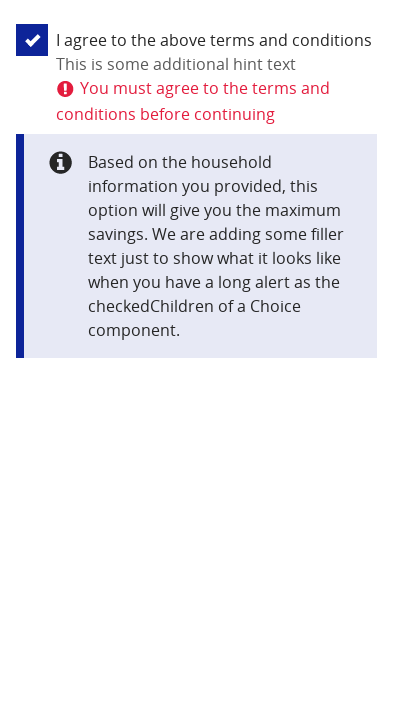 I agree to the above terms and conditions
This is some additional hint text
You must agree to the terms and
conditions before continuing
Based on the household
information you provided, this
option will give you the maximum
savings. We are adding some filler
text just to show what it looks like
when you have a long alert as the
checkedChildren of a Choice
component.